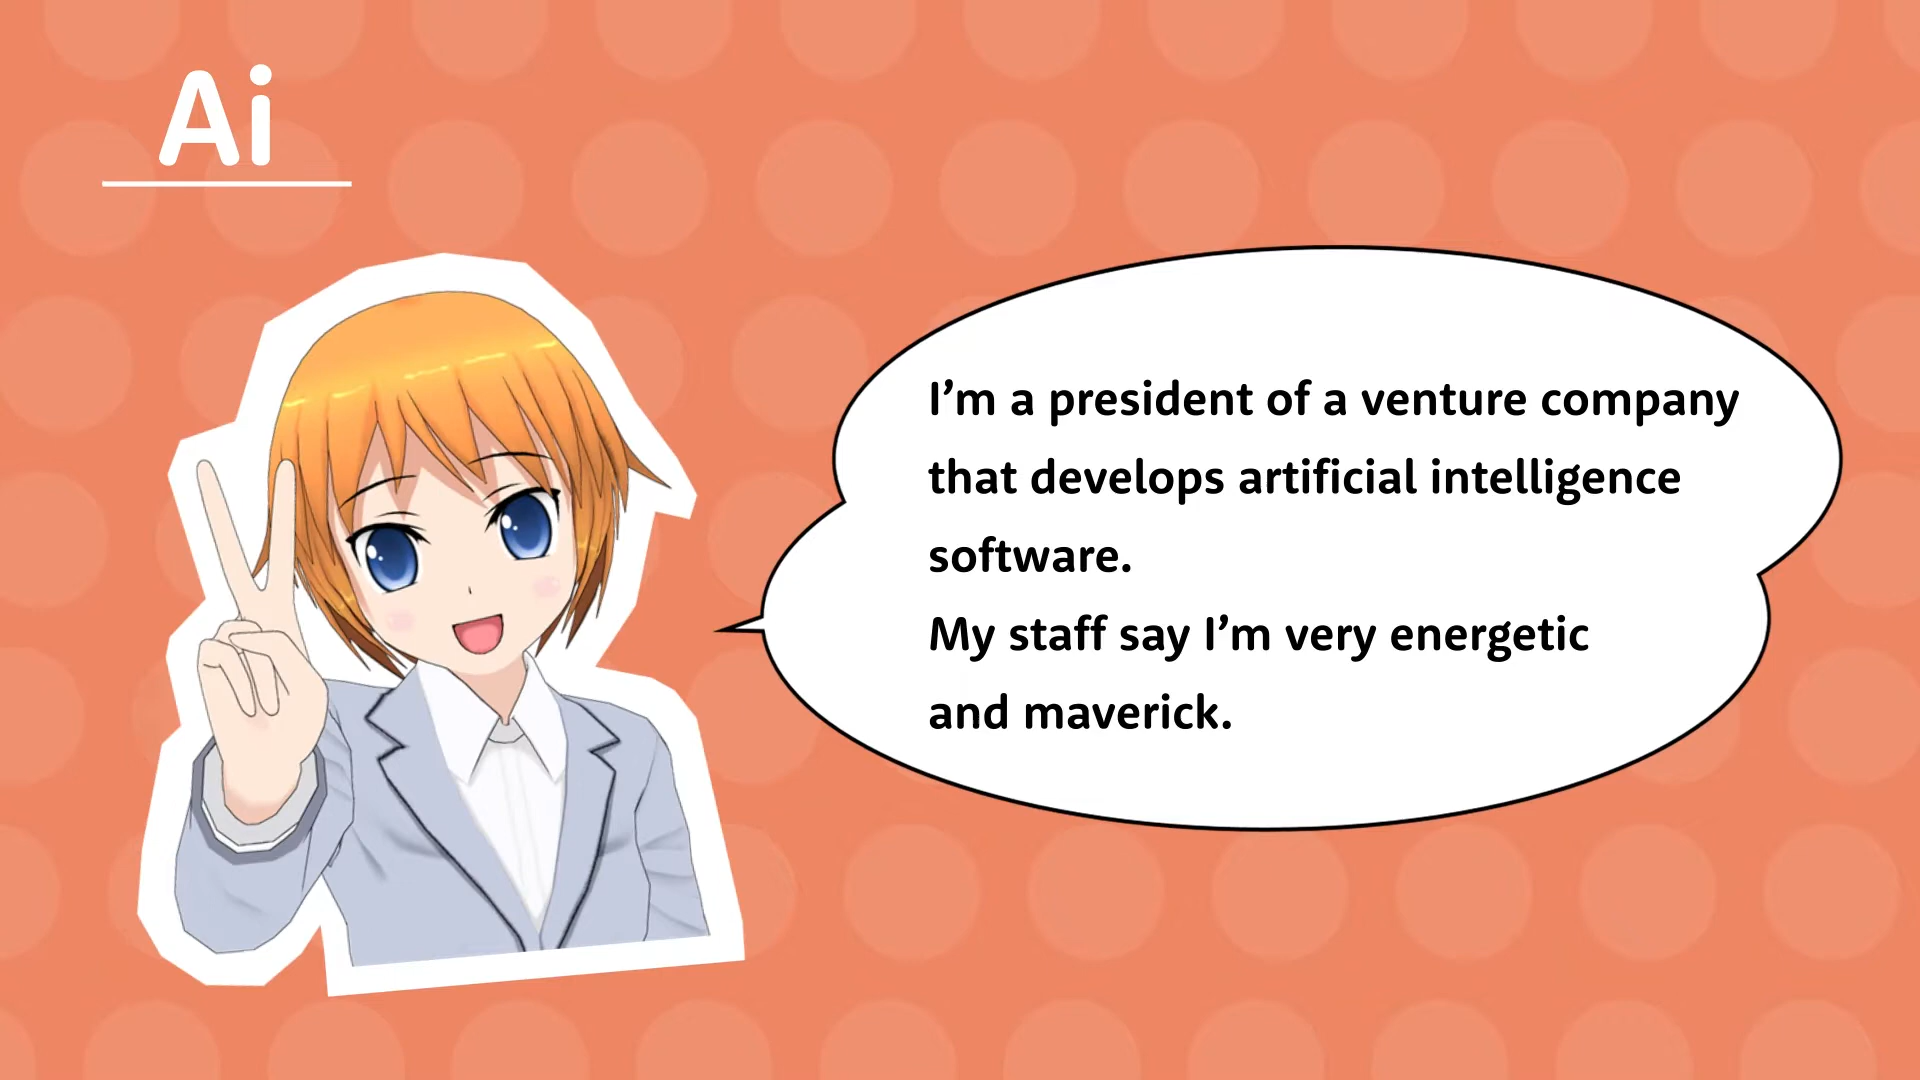 Ai
I’m a president of a venture company
that develops artificial intelligence
software.
My staff say I’m very energetic
and maverick.